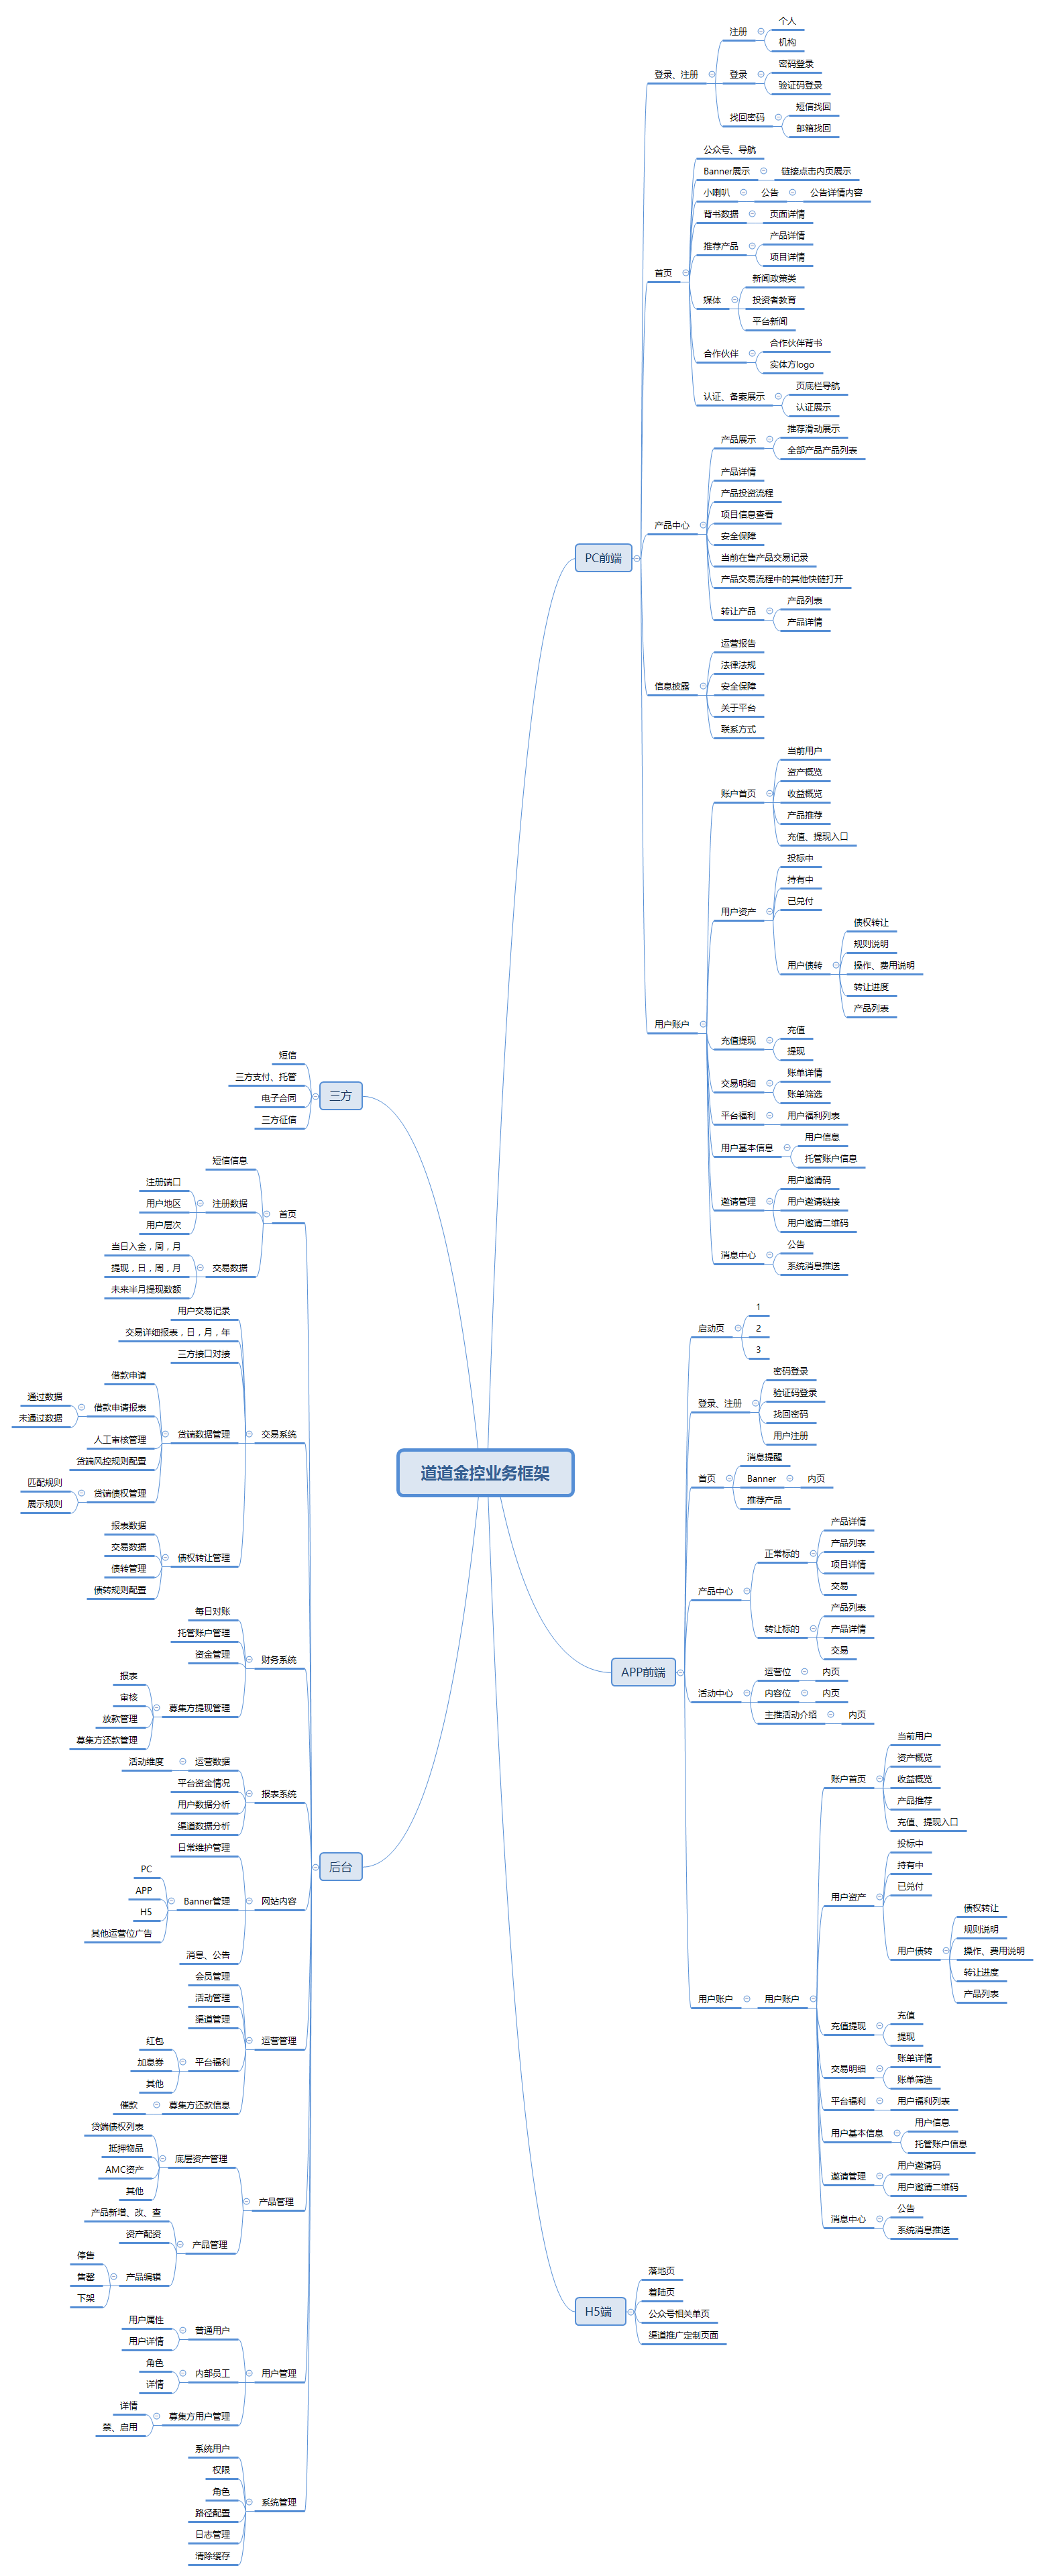 道道金控业务框架
PC前端
登录、注册
注册
个人
机构
登录
密码登录
验证码登录
找回密码
短信找回
邮箱找回
首页
公众号、导航
Banner展示
链接点击内页展示
小喇叭
公告
公告详情内容
背书数据
页面详情
推荐产品
产品详情
项目详情
媒体
新闻政策类
投资者教育
平台新闻
合作伙伴
合作伙伴背书
实体方logo
认证、备案展示
页底栏导航
认证展示
产品中心
产品展示
推荐滑动展示
全部产品产品列表
产品详情
产品投资流程
项目信息查看
安全保障
当前在售产品交易记录
产品交易流程中的其他快链打开
转让产品
产品列表
产品详情
信息披露
运营报告
法律法规
安全保障
关于平台
联系方式
用户账户
账户首页
当前用户
资产概览
收益概览
产品推荐
充值、提现入口
用户资产
投标中
持有中
已兑付
用户债转
债权转让
规则说明
操作、费用说明
转让进度
产品列表
充值提现
充值
提现
交易明细
账单详情
账单筛选
平台福利
用户福利列表
用户基本信息
用户信息
托管账户信息
邀请管理
用户邀请码
用户邀请链接
用户邀请二维码
消息中心
公告
系统消息推送
APP前端
启动页
1
2
3
登录、注册
密码登录
验证码登录
找回密码
用户注册
首页
消息提醒
Banner
内页
推荐产品
产品中心
正常标的
产品详情
产品列表
项目详情
交易
转让标的
产品列表
产品详情
交易
活动中心
运营位
内页
内容位
内页
主推活动介绍
内页
用户账户
用户账户
账户首页
当前用户
资产概览
收益概览
产品推荐
充值、提现入口
用户资产
投标中
持有中
已兑付
用户债转
债权转让
规则说明
操作、费用说明
转让进度
产品列表
充值提现
充值
提现
交易明细
账单详情
账单筛选
平台福利
用户福利列表
用户基本信息
用户信息
托管账户信息
邀请管理
用户邀请码
用户邀请二维码
消息中心
公告
系统消息推送
H5端
落地页
着陆页
公众号相关单页
渠道推广定制页面
三方
短信
三方支付、托管
电子合同
三方征信
后台
首页
短信信息
注册数据
注册端口
用户地区
用户层次
交易数据
当日入金，周，月
提现，日，周，月
未来半月提现数额
交易系统
用户交易记录
交易详细报表，日，月，年
三方接口对接
贷端数据管理
借款申请
借款申请报表
通过数据
未通过数据
人工审核管理
贷端风控规则配置
贷端债权管理
匹配规则
展示规则
债权转让管理
报表数据
交易数据
债转管理
债转规则配置
财务系统
每日对账
托管账户管理
资金管理
募集方提现管理
报表
审核
放款管理
募集方还款管理
报表系统
运营数据
活动维度
平台资金情况
用户数据分析
渠道数据分析
网站内容
日常维护管理
Banner管理
PC
APP
H5
其他运营位广告
消息、公告
运营管理
会员管理
活动管理
渠道管理
平台福利
红包
加息券
其他
募集方还款信息
催款
产品管理
底层资产管理
贷端债权列表
抵押物品
AMC资产
其他
产品管理
产品新增、改、查
资产配资
产品编辑
停售
售罄
下架
用户管理
普通用户
用户属性
用户详情
内部员工
角色
详情
募集方用户管理
详情
禁、启用
系统管理
系统用户
权限
角色
路径配置
日志管理
清除缓存